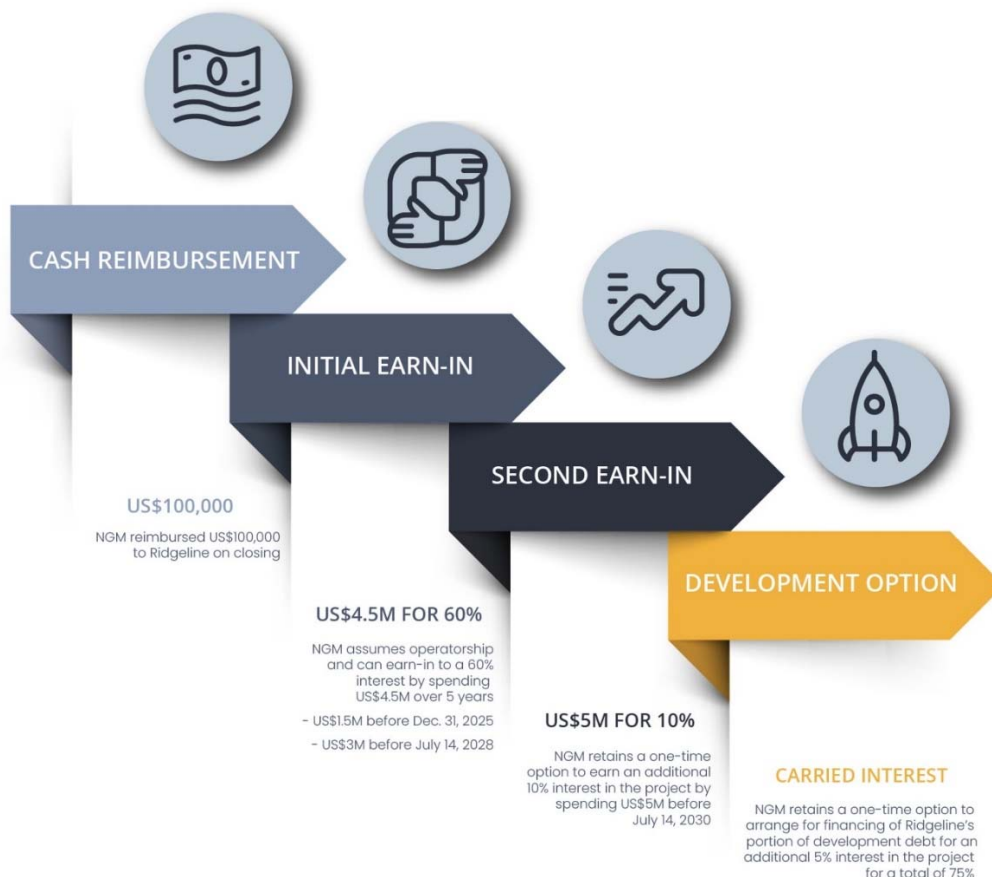 CASH REIMBURSEMENT
US$100,000
NGM reimbursed US$100,000
to Ridgeline on closing
INITIAL EARN-IN
US$4.5M FOR 60%
NGM assumes operatorship
and can earn-in to a 60%
interest by spending
US$4.5M over 5 years
- US$1.5M before Dec. 31, 2025
- US$3M before July 14, 2028
SECOND EARN-IN
US$5M FOR 10%
NGM retains a one-time
option to earn an additional
10% interest in the project by
spending US$5M before
July 14, 2030
DEVELOPMENT OPTION
CARRIED INTEREST
NGM retains a one-time option to
arrange for financing of Ridgeline's
portion of development debt for an
additional 5% interest in the project
for a total of 75%